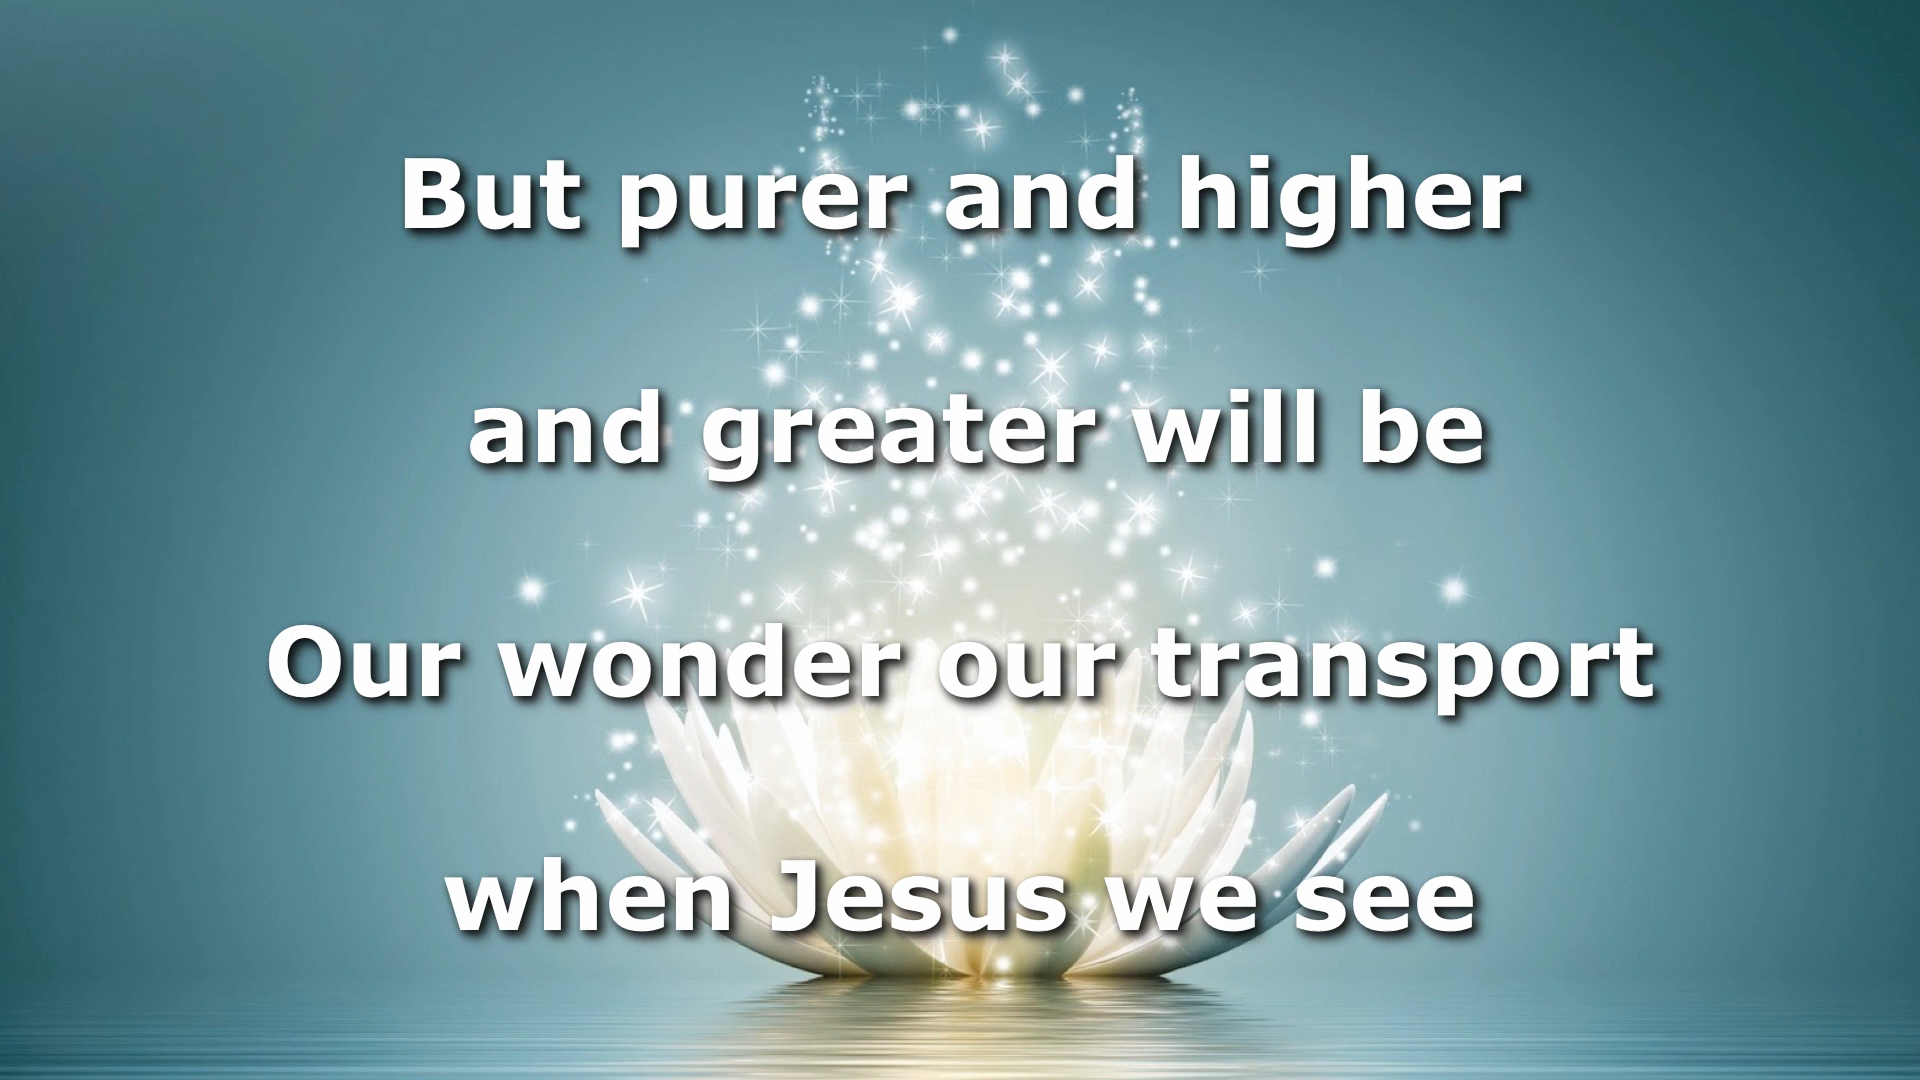 But purer and higher
and greater will be
Our wonder our transport
when Jesus we see